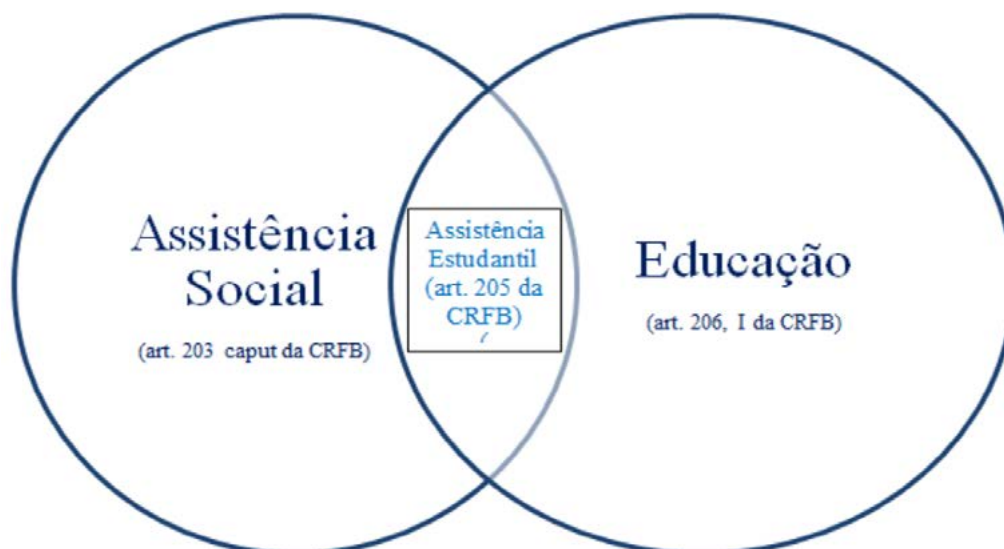 Assistência
Social
(art. 203 caput da CRFB)
Assistência
Estudantil
(art. 205 da
CRFB)
Educação
(art. 206, I da CRFB)